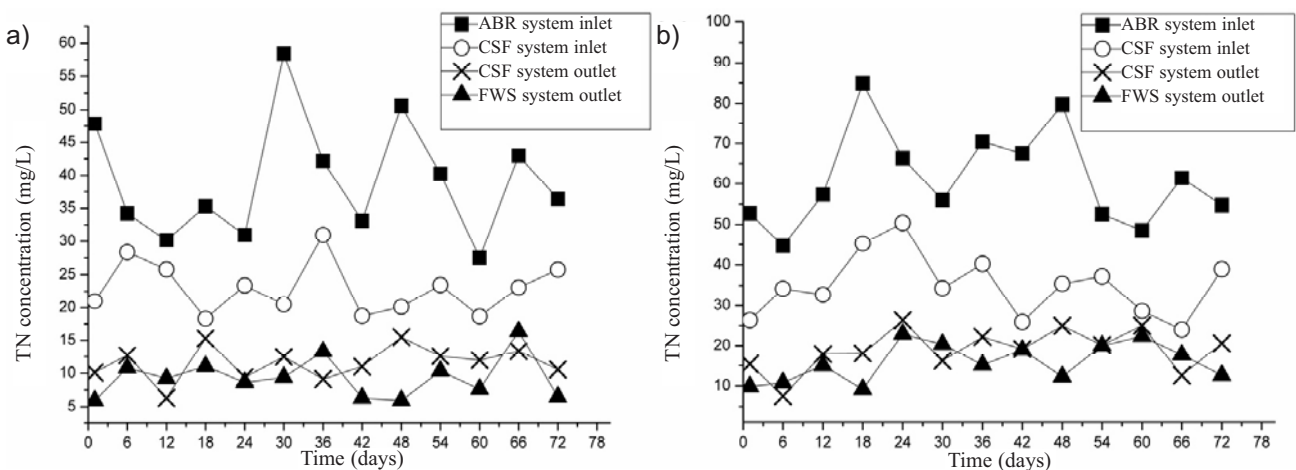 a)
ABR system inlet
CSF system inlet
CSF system outlet
FWS system outlet
TN concentration (mg/L)
60
55
50
45
40
35
30
25
20
15
10
5
0 6 12 18 24 30 36 42 48 54 60 66 72 78
Time (days)
b)
ABR system inlet
CSF system inlet
CSF system outlet
FWS system outlet
TN concentration (mg/L)
100
90
80
70
60
50
40
30
20
10
0 6 12 18 24 30 36 42 48 54 60 66 72 78
Time (days)